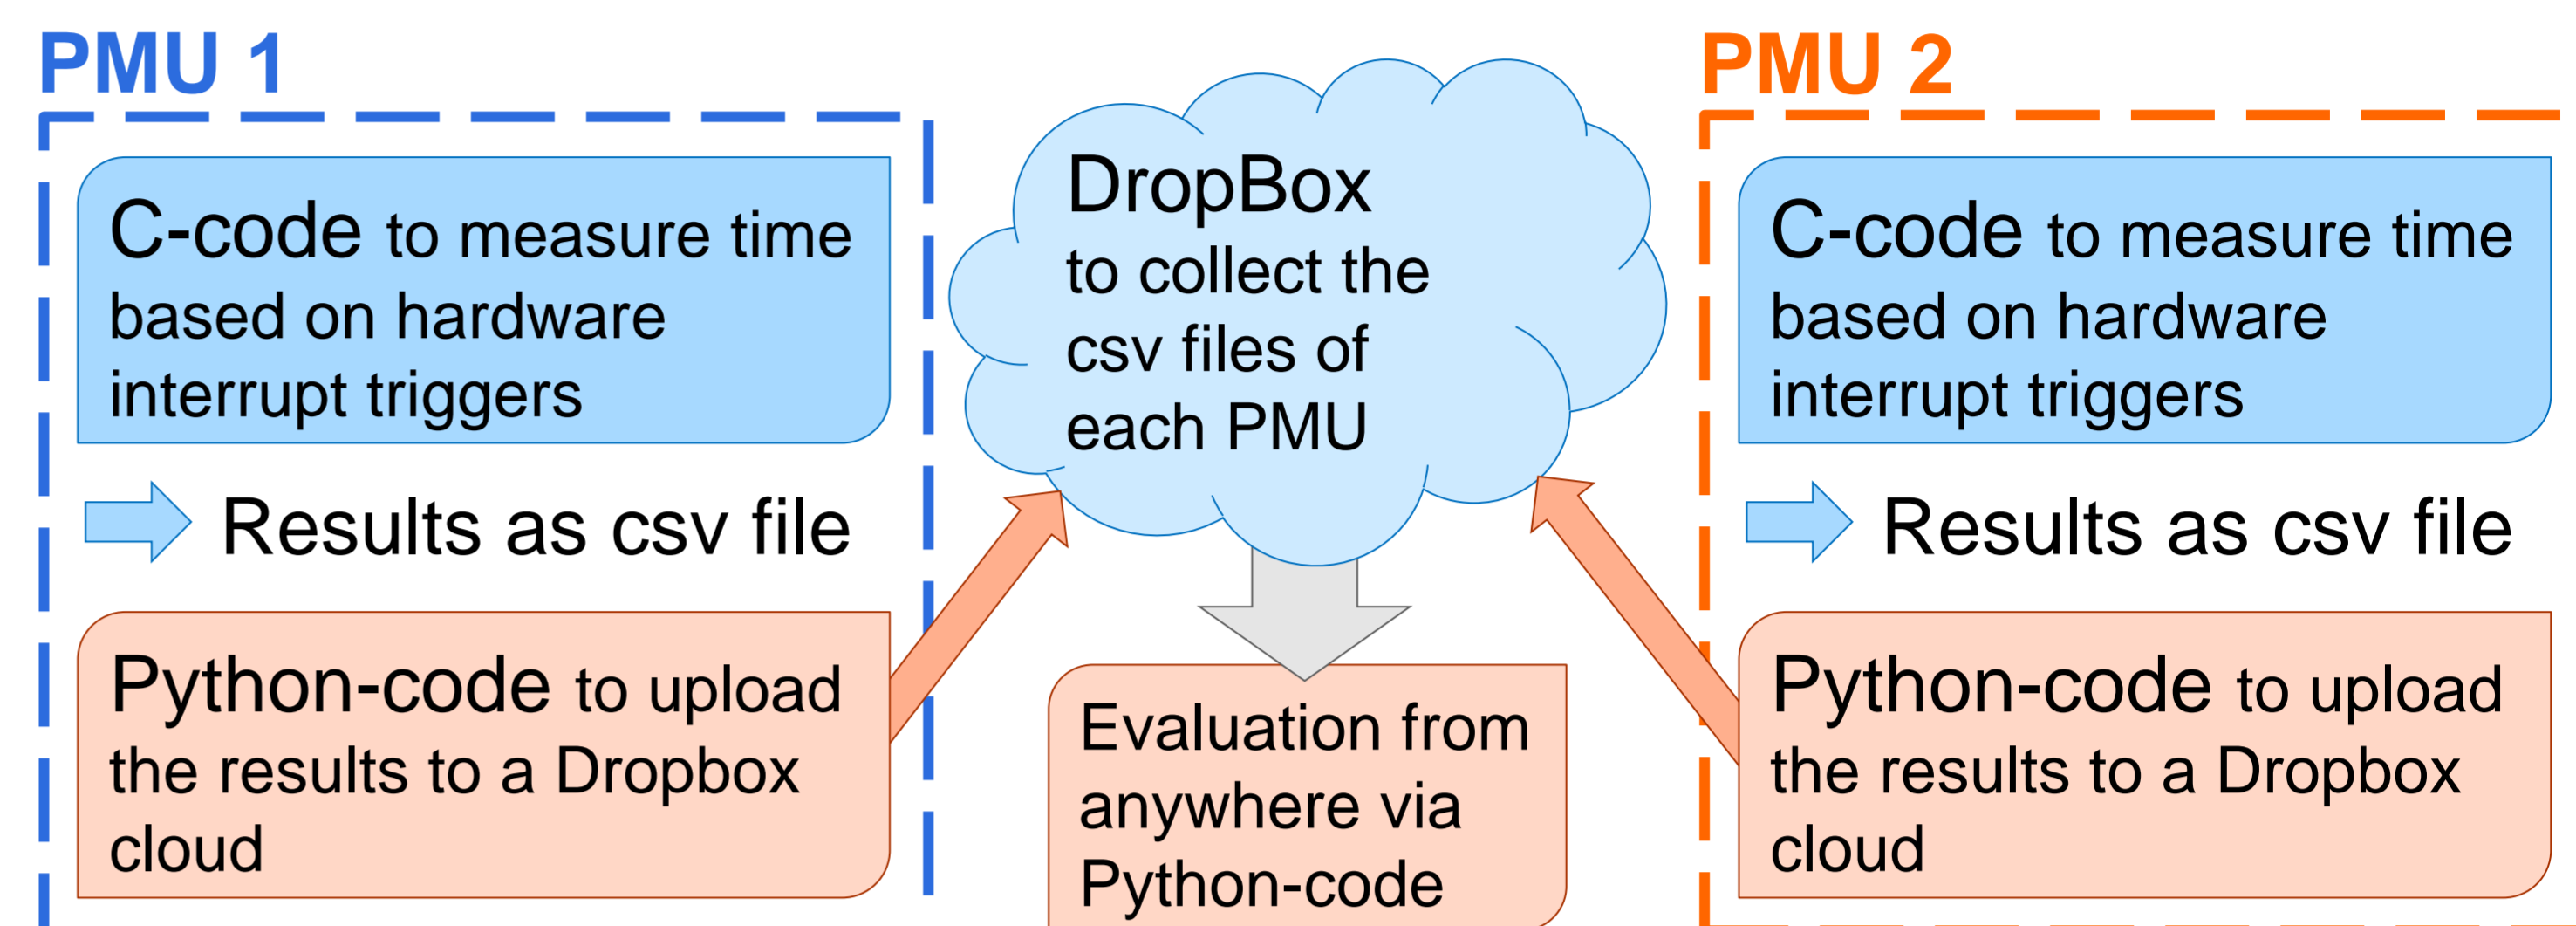 PMU 1
C-code to measure time
based on hardware
interrupt triggers
Results as csv file
Python-code to upload
the results to a Dropbox
cloud
DropBox
to collect the
csv files of
each PMU
Evaluation from
anywhere via
Python-code
PMU 2
C-code to measure time
based on hardware
interrupt triggers
Results as csv file
Python-code to upload
the results to a Dropbox
cloud